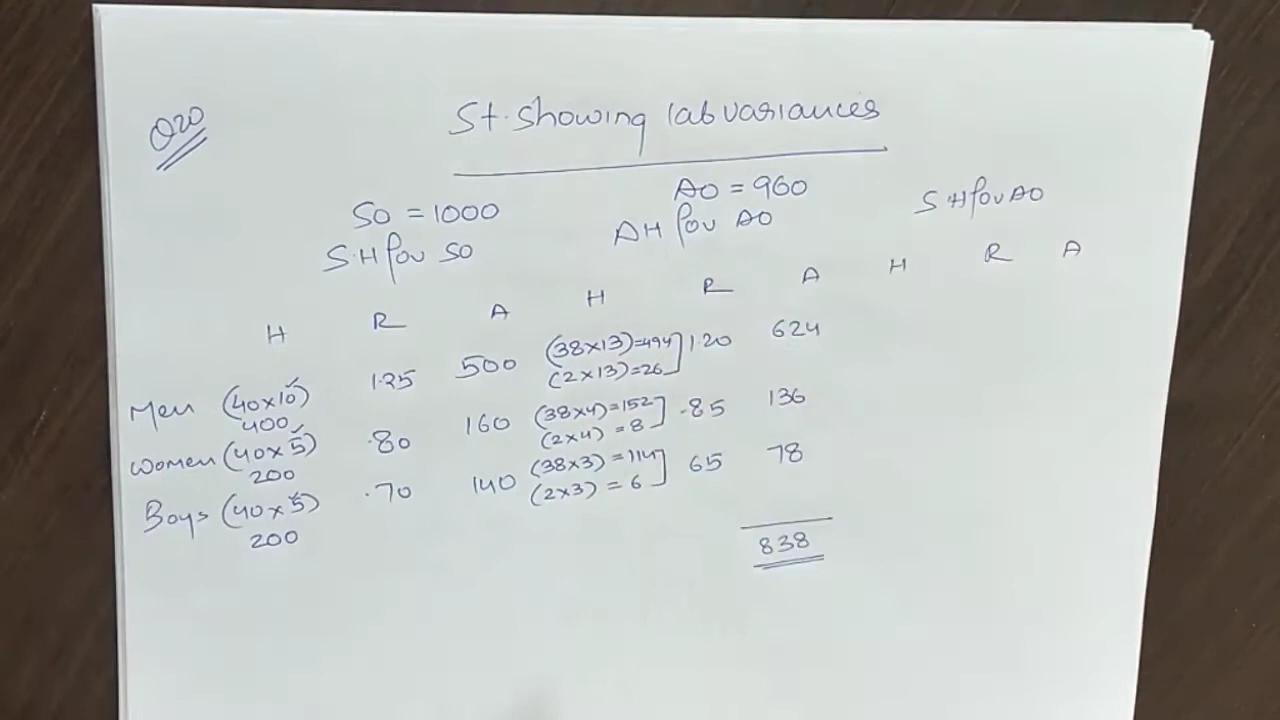 Q20
St. Showing lab variances
SO = 1000 AO = 960 S.H for AO
S.H for SO AH for AO
H R A H R A H R A
Men (40x10) 1.25 500 (38x13)=494] 1.20 624
400 (2x13)=26
Women (40x5) .80 160 (38x4)=152] .85 136
200 (2x4) = 8
Boys (40x5) .70 140 (38x3) = 114] 65 78
200 (2x3) = 6
838